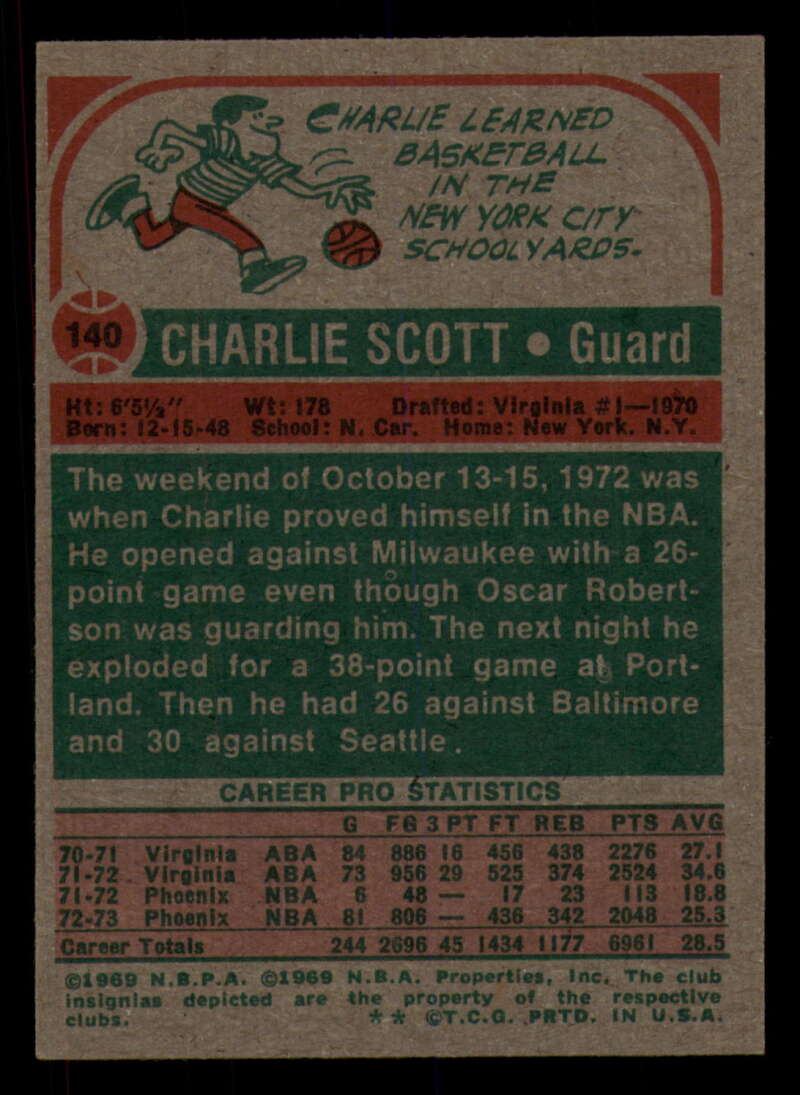 CHARLIE LEARNED
BASKETBALL
IN THE
NEW YORK CITY
SCHOOLYARDS.
140 CHARLIE SCOTT • Guard
Ht: 6'5½" Wt: 178 Drafted: Virginia #1—1970
Born: 12-15-48 School: N. Car. Home: New York, N.Y.
The weekend of October 13-15, 1972 was
when Charlie proved himself in the NBA.
He opened against Milwaukee with a 26-
point game even though Oscar Robert-
son was guarding him. The next night he
exploded for a 38-point game at Port-
land. Then he had 26 against Baltimore
and 30 against Seattle.
CAREER PRO STATISTICS
G FG 3 PT FT REB PTS AVG
70-71 Virginia ABA 84 886 16 456 438 2276 27.1
71-72 Virginia ABA 73 956 29 525 374 2524 34.6
71-72 Phoenix NBA 6 48 — 17 23 113 18.8
72-73 Phoenix NBA 81 806 — 436 342 2048 25.3
Career Totals 244 2696 45 1434 1177 6961 28.5
©1969 N.B.P.A. ©1969 N.B.A. Properties, Inc. The club
insignias depicted are the property of the respective
clubs. ** ©T.C.G. PRTD. IN U.S.A.